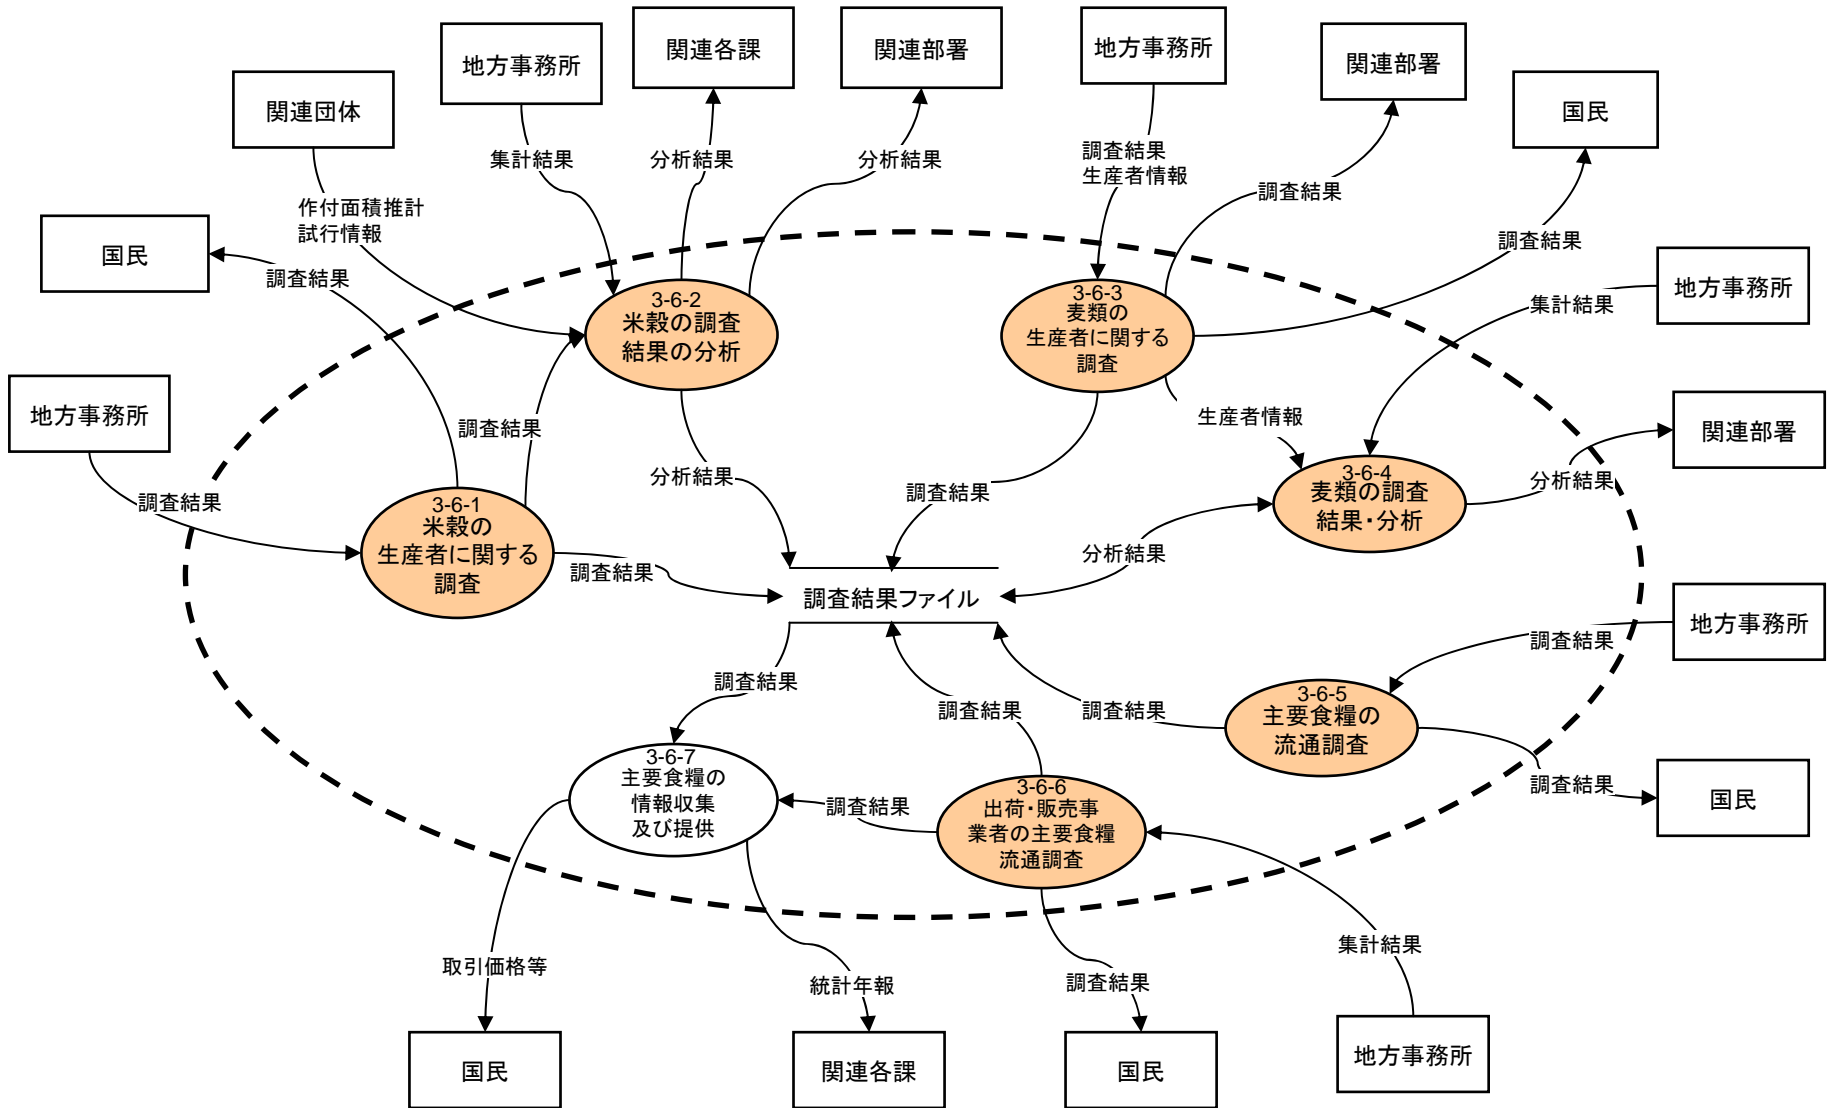 関連各課
関連部署
地方事務所
地方事務所
関連部署
関連団体
国民
集計結果
分析結果
分析結果
調査結果
生産者情報
調査結果
作付面積推計
試行情報
国民
調査結果
調査結果
地方事務所
集計結果
3-6-2
米穀の調査
結果の分析
3-6-3
麦類の
生産者に関する
調査
地方事務所
調査結果
生産者情報
関連部署
分析結果
調査結果
3-6-4
麦類の調査
結果・分析
分析結果
調査結果
3-6-1
米穀の
生産者に関する
調査
調査結果
分析結果
調査結果ファイル
地方事務所
調査結果
調査結果
調査結果
調査結果
3-6-5
主要食糧の
流通調査
3-6-7
主要食糧の
情報収集
及び提供
調査結果
3-6-6
出荷・販売事
業者の主要食糧
流通調査
調査結果
国民
取引価格等
統計年報
調査結果
集計結果
国民
関連各課
国民
地方事務所